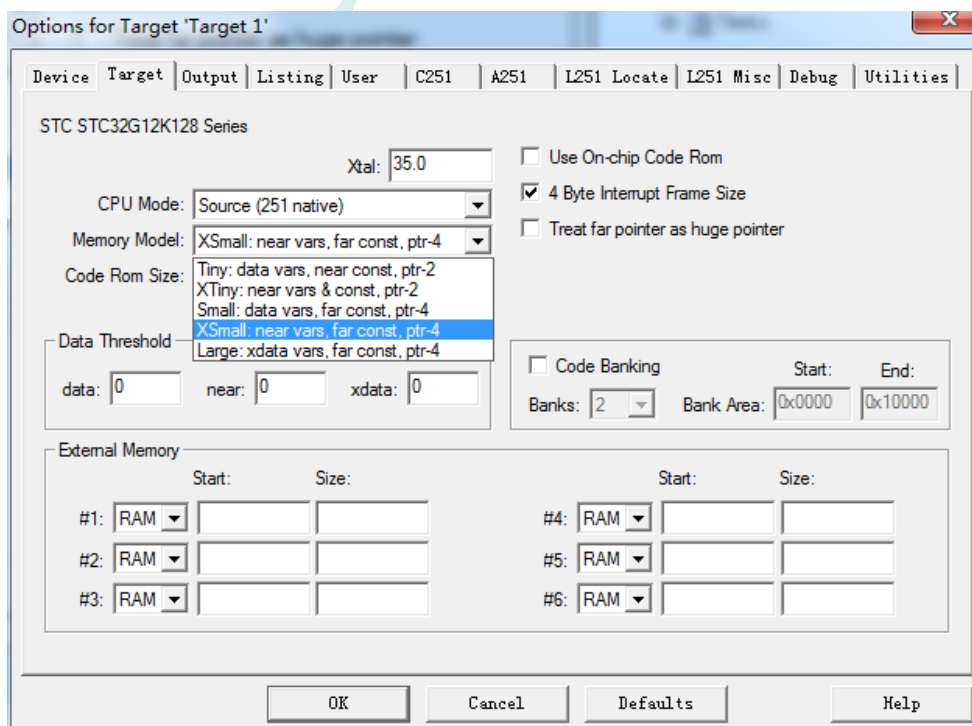 Options for Target 'Target 1'
Device Target Output Listing User C251 A251 L251 Locate L251 Misc Debug Utilities
STC STC32G12K128 Series
Xtal: 35.0
Use On-chip Code Rom
CPU Mode: Source (251 native)
4 Byte Interrupt Frame Size
Memory Model: XSmall: near vars, far const, ptr-4
Treat far pointer as huge pointer
Code Rom Size:
Tiny: data vars, near const, ptr-2
XTiny: near vars & const, ptr-2
Small: data vars, far const, ptr-4
XSmall: near vars, far const, ptr-4
Large: xdata vars, far const, ptr-4
Data Threshold
data: 0 near: 0 xdata: 0
Code Banking Start: End:
Banks: 2 Bank Area: 0x0000 0x10000
External Memory
Start: Size: Start: Size:
#1: RAM #4: RAM
#2: RAM #5: RAM
#3: RAM #6: RAM
OK Cancel Defaults Help